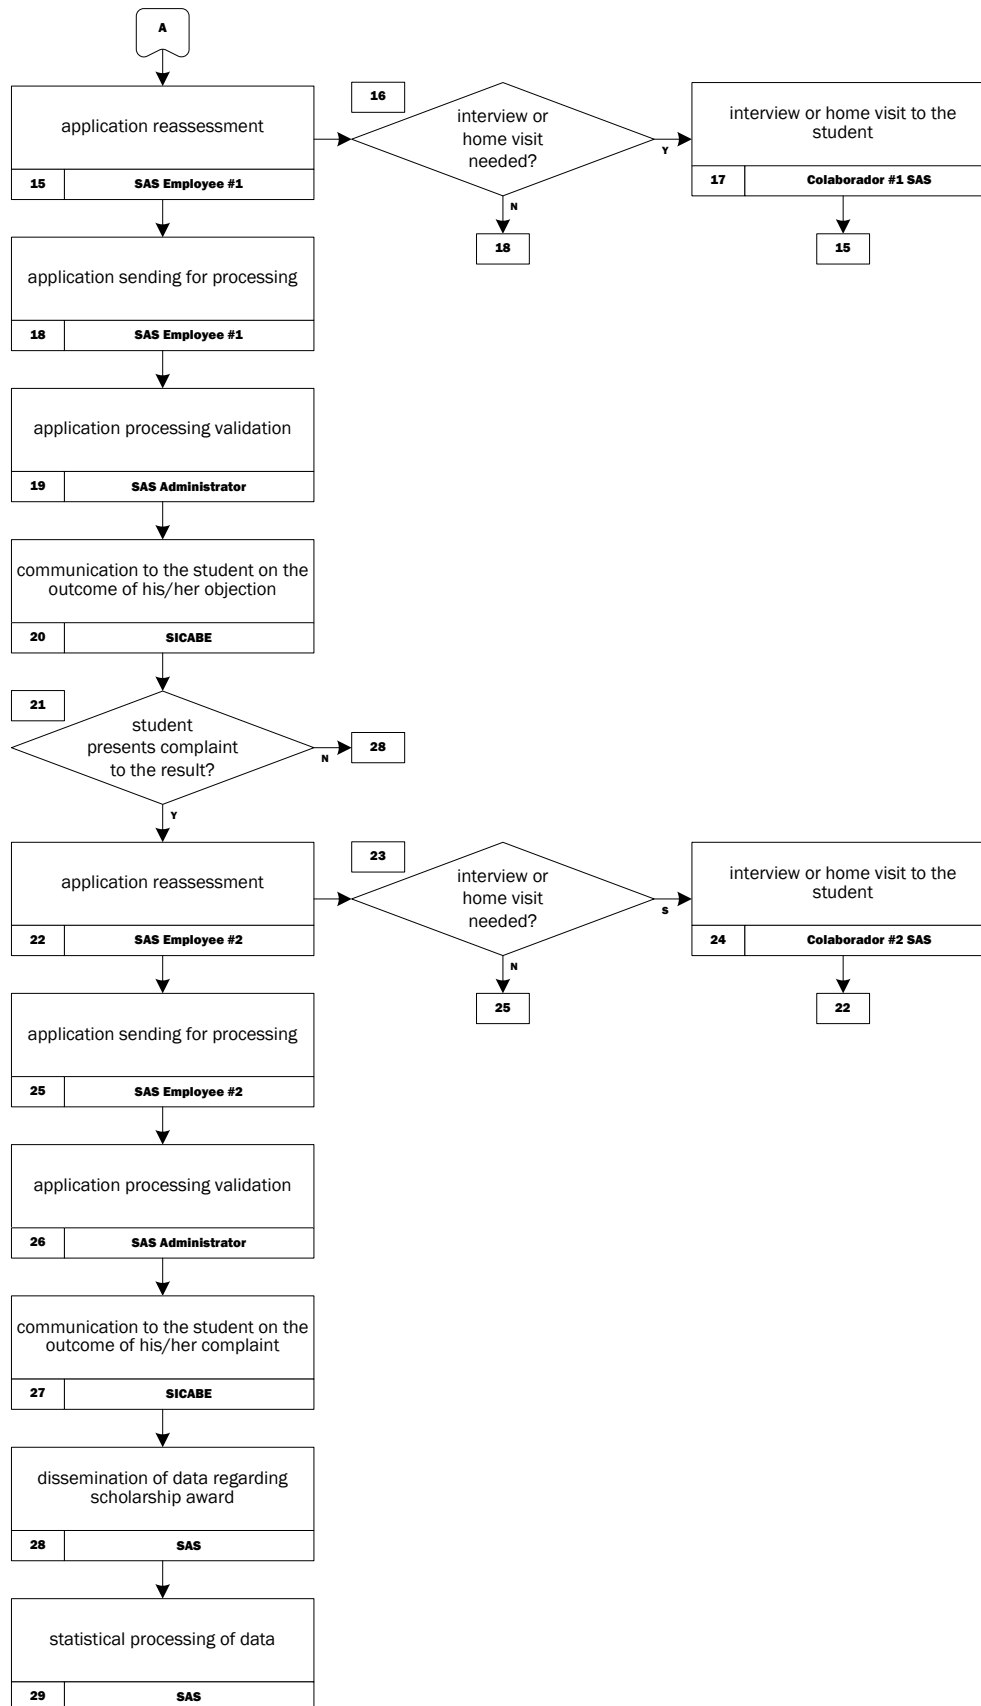 A
application reassessment
15
SAS Employee #1
16
interview or
home visit
needed?
Y
N
18
interview or home visit to the
student
17
Colaborador #1 SAS
15
application sending for processing
18
SAS Employee #1
application processing validation
19
SAS Administrator
communication to the student on the
outcome of his/her objection
20
SICABE
21
student
presents complaint
to the result?
N
28
Y
application reassessment
22
SAS Employee #2
23
interview or
home visit
needed?
S
N
25
interview or home visit to the
student
24
Colaborador #2 SAS
22
application sending for processing
25
SAS Employee #2
application processing validation
26
SAS Administrator
communication to the student on the
outcome of his/her complaint
27
SICABE
dissemination of data regarding
scholarship award
28
SAS
statistical processing of data
29
SAS